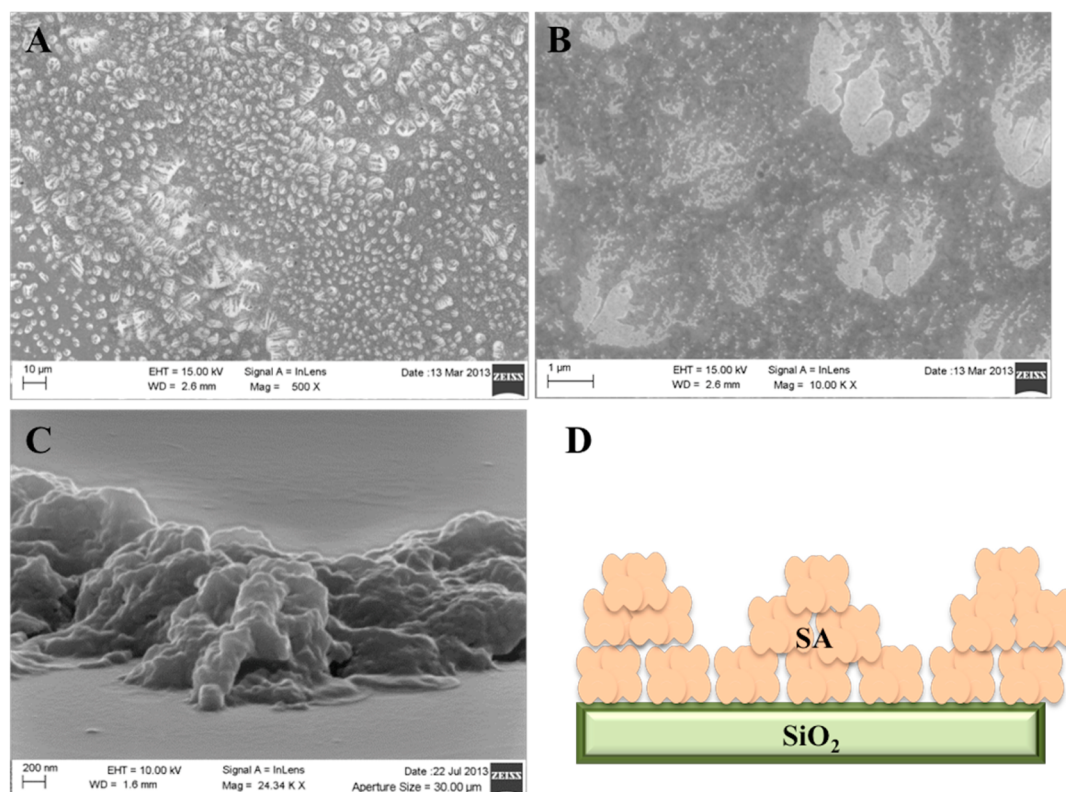 A
10 µm
EHT = 15.00 kV
Signal A = InLens
Date :13 Mar 2013
WD = 2.6 mm
Mag = 500 X
ZEISS
B
1 µm
EHT = 15.00 kV
Signal A = InLens
Date :13 Mar 2013
WD = 2.6 mm
Mag = 10.00 K X
ZEISS
C
200 nm
EHT = 10.00 kV
Signal A = InLens
Date :22 Jul 2013
WD = 1.6 mm
Mag = 24.34 K X
Aperture Size = 30.00 µm
ZEISS
D
SA
SiO₂